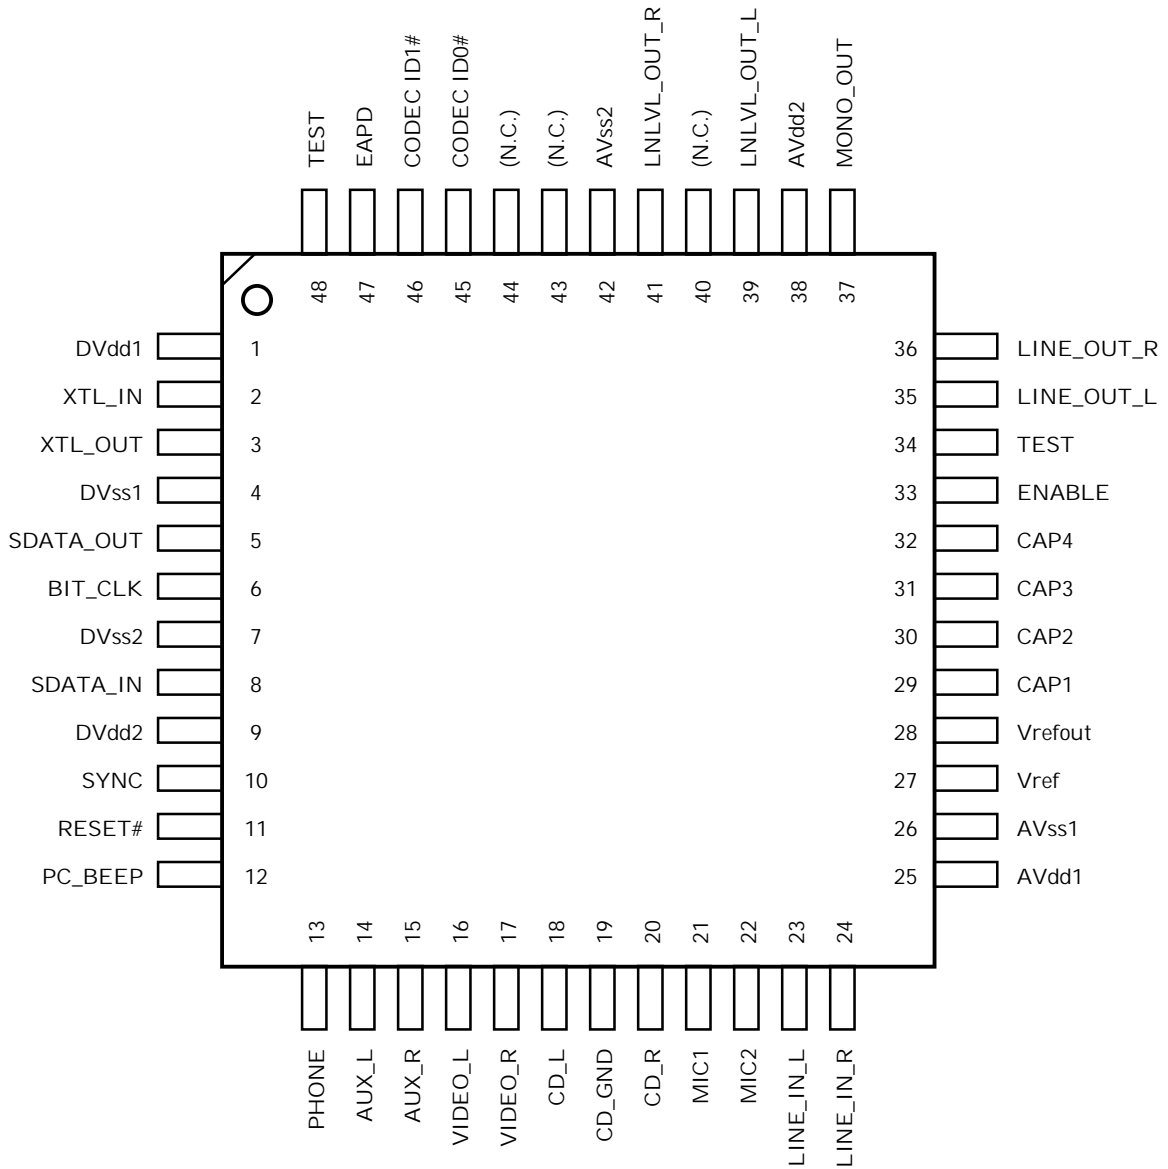 TEST
EAPD
CODEC ID1#
CODEC ID0#
(N.C.)
(N.C.)
AVss2
LNLVL_OUT_R
(N.C.)
LNLVL_OUT_L
AVdd2
MONO_OUT
48
47
46
45
44
43
42
41
40
39
38
37
DVdd1 1
XTL_IN 2
XTL_OUT 3
DVss1 4
SDATA_OUT 5
BIT_CLK 6
DVss2 7
SDATA_IN 8
DVdd2 9
SYNC 10
RESET# 11
PC_BEEP 12
36 LINE_OUT_R
35 LINE_OUT_L
34 TEST
33 ENABLE
32 CAP4
31 CAP3
30 CAP2
29 CAP1
28 Vrefout
27 Vref
26 AVss1
25 AVdd1
13
14
15
16
17
18
19
20
21
22
23
24
PHONE
AUX_L
AUX_R
VIDEO_L
VIDEO_R
CD_L
CD_GND
CD_R
MIC1
MIC2
LINE_IN_L
LINE_IN_R